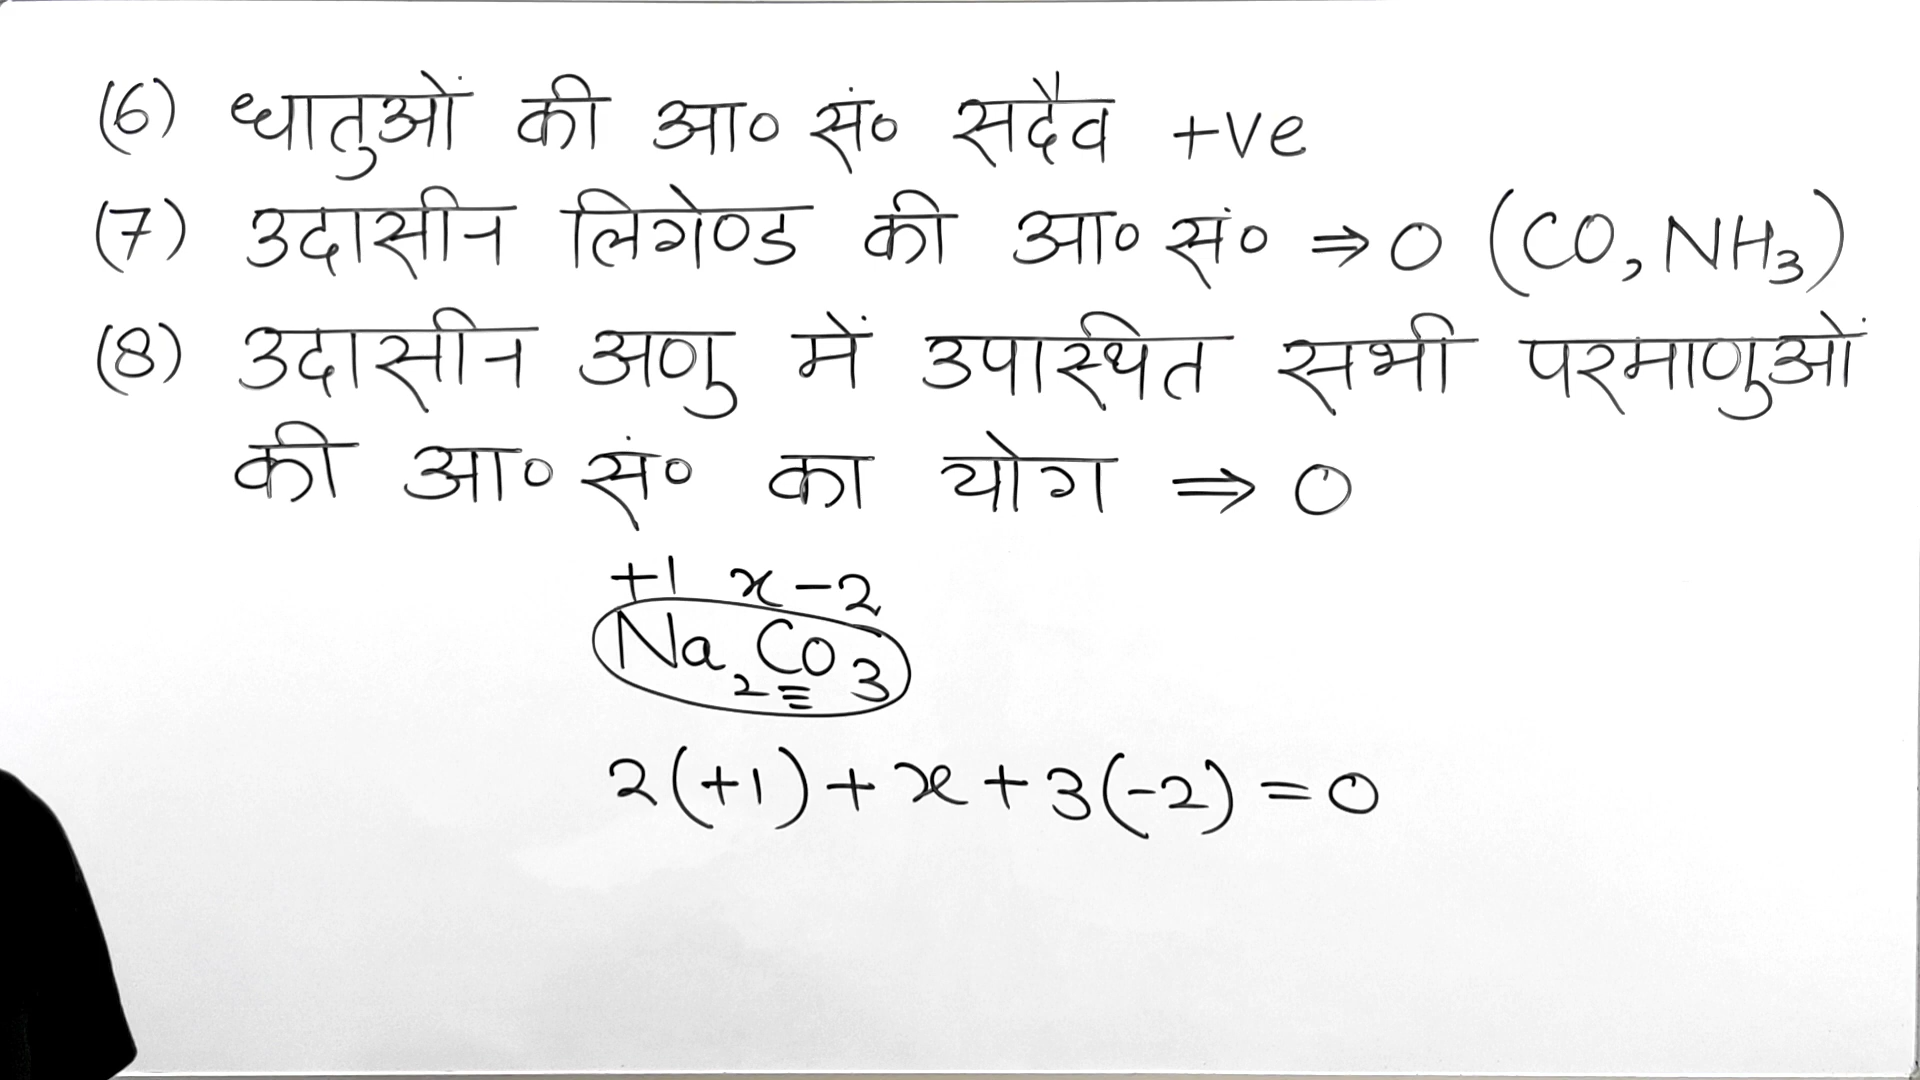 (6) धातुओं की आ० सं० सदैव +ve
(7) उदासीन लिगेण्ड की आ० सं० ⇒ 0 (CO, NH₃)
(8) उदासीन अणु में उपस्थित सभी परमाणुओं
की आ० सं० का योग ⇒ 0
+1 x -2
Na₂CO₃
2(+1) + x + 3(-2) = 0